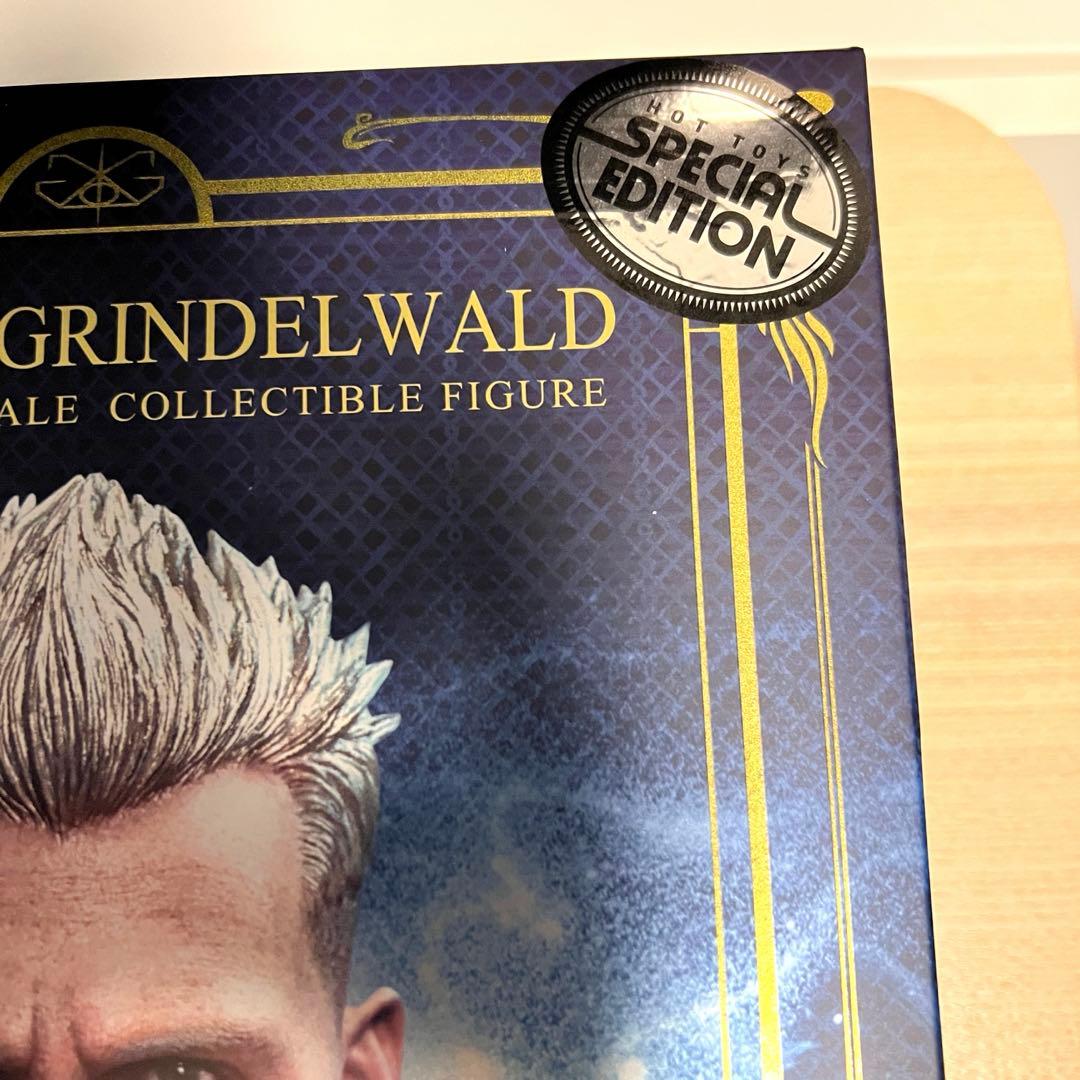 HOT TOYS
SPECIAL
EDITION
GRINDELWALD
ALE COLLECTIBLE FIGURE